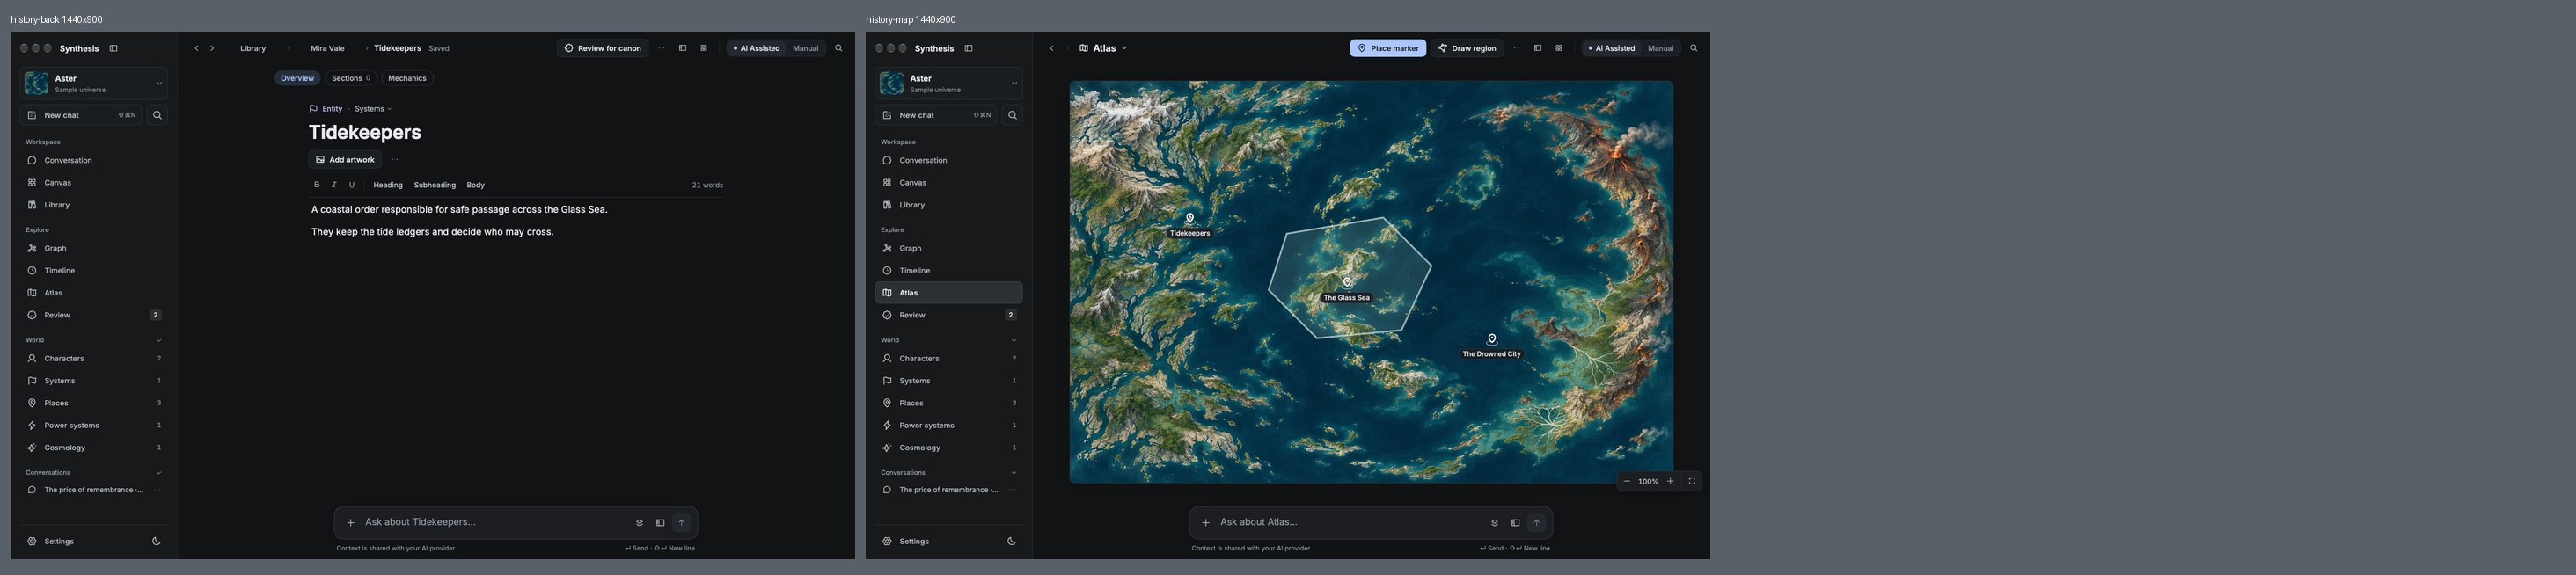 history-back 1440x900
Synthesis
Library › Mira Vale › Tidekeepers Saved
Review for canon
AI Assisted Manual
Aster
Sample universe
Overview Sections 0 Mechanics
New chat ⇧⌘N
Entity · Systems
Tidekeepers
Workspace
Conversation
Add artwork
Canvas
B I U Heading Subheading Body 21 words
Library
A coastal order responsible for safe passage across the Glass Sea.
Explore
They keep the tide ledgers and decide who may cross.
Graph
Timeline
Atlas
Review 2
World
Characters 2
Systems 1
Places 3
Power systems 1
Cosmology 1
Conversations
The price of remembrance -...
Ask about Tidekeepers...
Settings
Context is shared with your AI provider
↵ Send · ⇧↵ New line
history-map 1440x900
Synthesis
Atlas
Place marker
Draw region
AI Assisted Manual
Aster
Sample universe
New chat ⇧⌘N
Workspace
Conversation
Canvas
Library
Explore
Graph
Timeline
Atlas
Review 2
World
Characters 2
Systems 1
Places 3
Power systems 1
Cosmology 1
Conversations
The price of remembrance -...
Settings
Tidekeepers
The Glass Sea
The Drowned City
100%
Ask about Atlas...
Context is shared with your AI provider
↵ Send · ⇧↵ New line